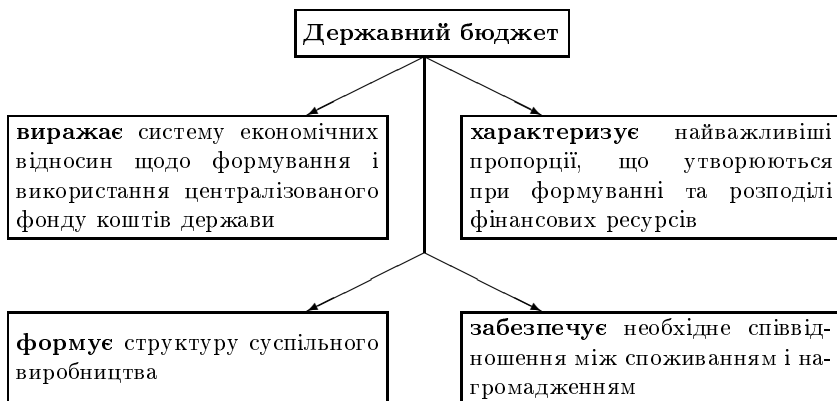 Державний бюджет
виражає систему економічних
відносин щодо формування і
використання централізованого
фонду коштів держави
характеризує найважливіші
пропорції, що утворюються
при формуванні та розподілі
фінансових ресурсів
формує структуру суспільного
виробництва
забезпечує необхідне співвід-
ношення між споживанням і на-
громадженням